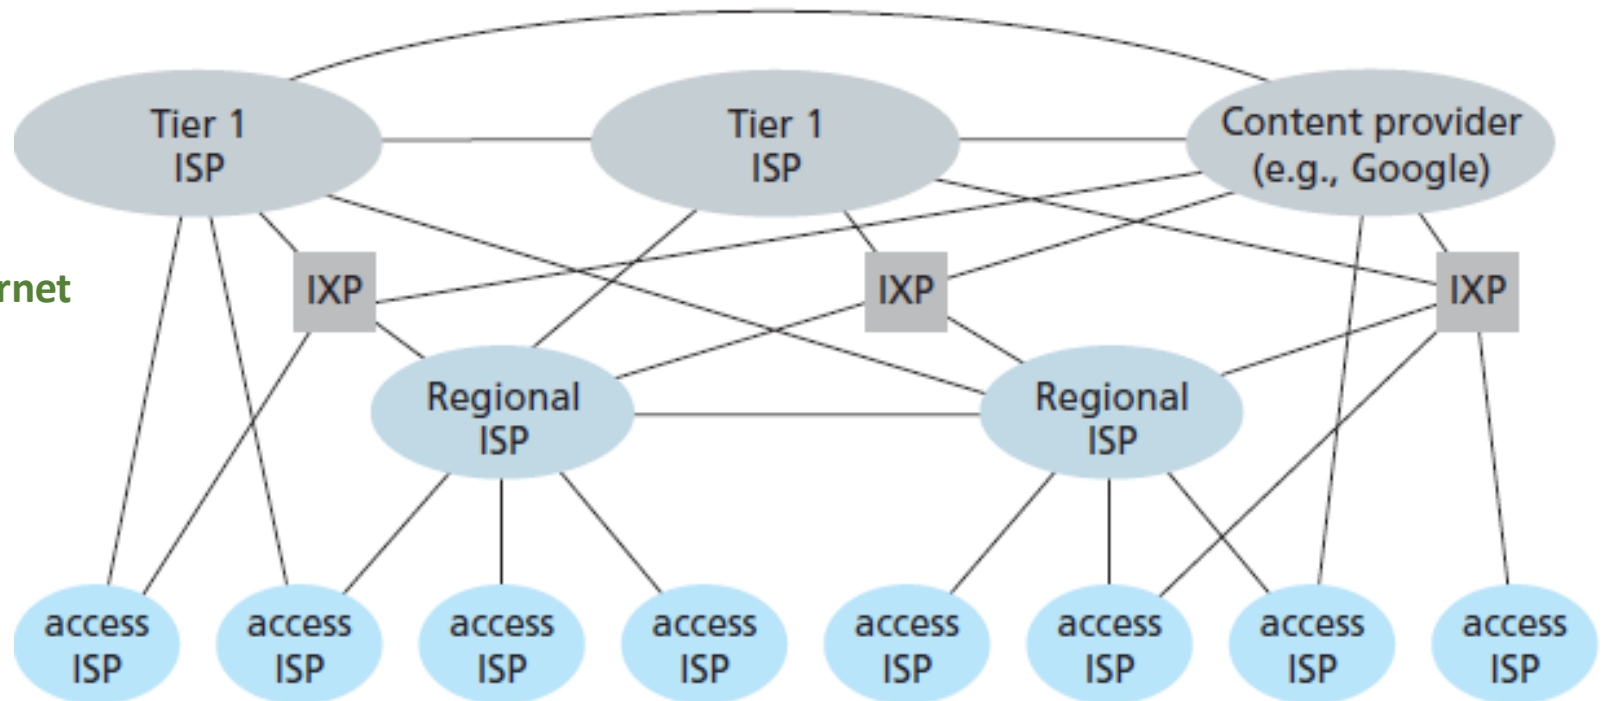 Tier 1
ISP
Tier 1
ISP
Content provider
(e.g., Google)
rnet
IXP
IXP
IXP
Regional
ISP
Regional
ISP
access
ISP
access
ISP
access
ISP
access
ISP
access
ISP
access
ISP
access
ISP
access
ISP